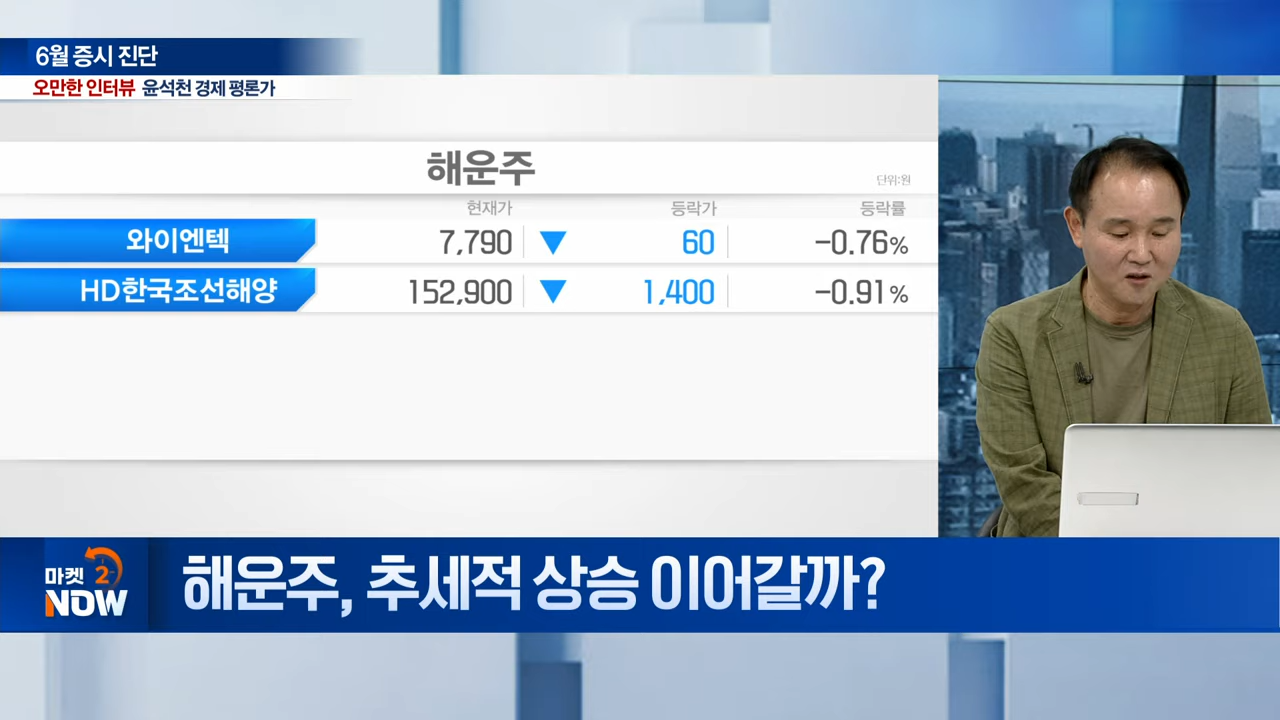 6월 증시 진단
오만한 인터뷰 윤석천 경제 평론가
해운주
단위:원
현재가 등락가 등락률
와이엔텍 7,790 ▼ 60 -0.76%
HD한국조선해양 152,900 ▼ 1,400 -0.91%
마켓 2
NOW
해운주, 추세적 상승 이어갈까?